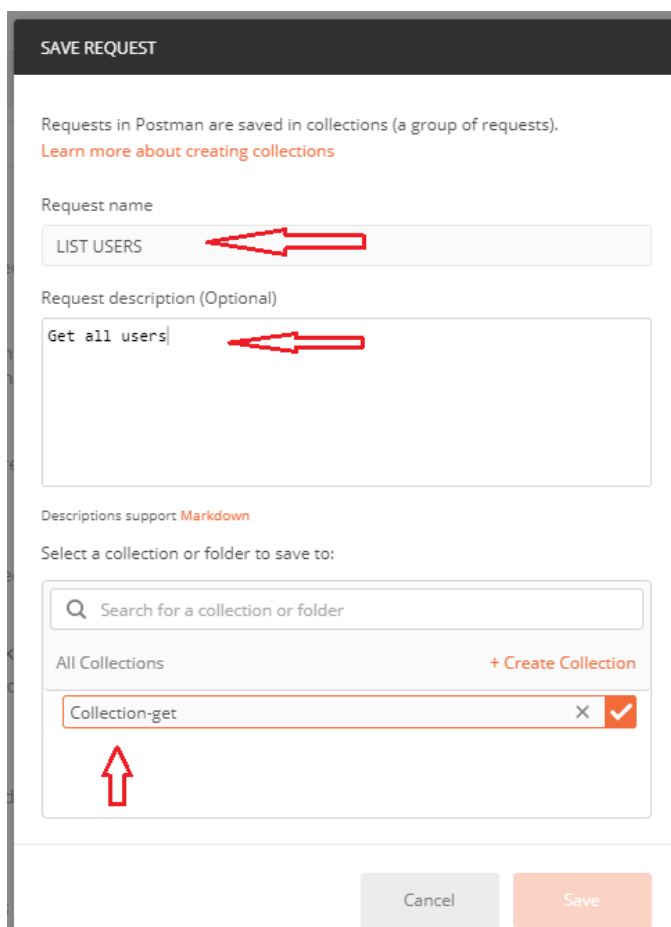 SAVE REQUEST
Requests in Postman are saved in collections (a group of requests).
Learn more about creating collections
Request name
LIST USERS
Request description (Optional)
Get all users
Descriptions support Markdown
Select a collection or folder to save to:
Search for a collection or folder
All Collections + Create Collection
Collection-get
Cancel Save